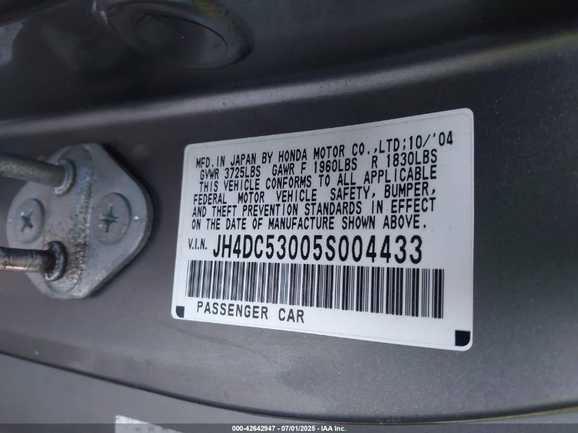 MFD.IN JAPAN BY HONDA MOTOR CO.,LTD;10/'04
GVWR 3725LBS GAWR F 1960LBS R 1830LBS
THIS VEHICLE CONFORMS TO ALL APPLICABLE
FEDERAL MOTOR VEHICLE SAFETY, BUMPER,
AND THEFT PREVENTION STANDARDS IN EFFECT
ON THE DATE OF MANUFACTURE SHOWN ABOVE.
V.I.N. JH4DC53005S004433
PASSENGER CAR
000-42642947 - 07/01/2025 - IAA Inc.